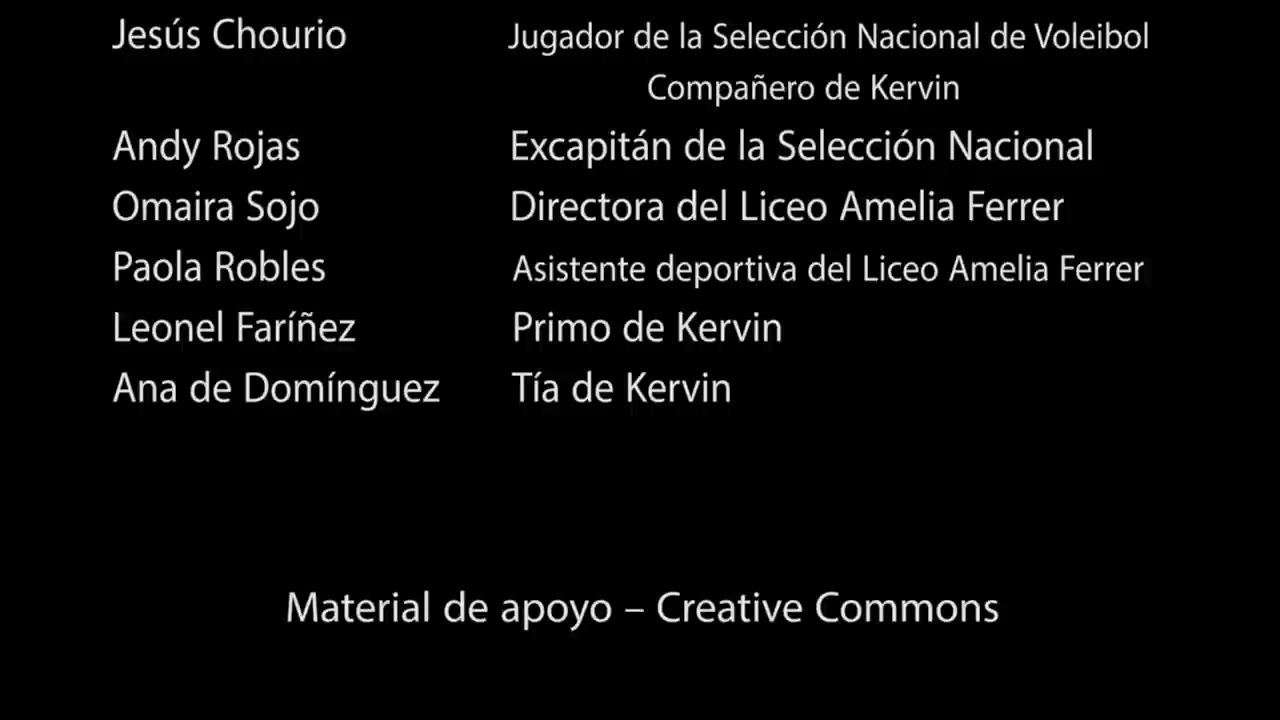 Jesús Chourio Jugador de la Selección Nacional de Voleibol
Compañero de Kervin
Andy Rojas Excapitán de la Selección Nacional
Omaira Sojo Directora del Liceo Amelia Ferrer
Paola Robles Asistente deportiva del Liceo Amelia Ferrer
Leonel Faríñez Primo de Kervin
Ana de Domínguez Tía de Kervin
Material de apoyo – Creative Commons